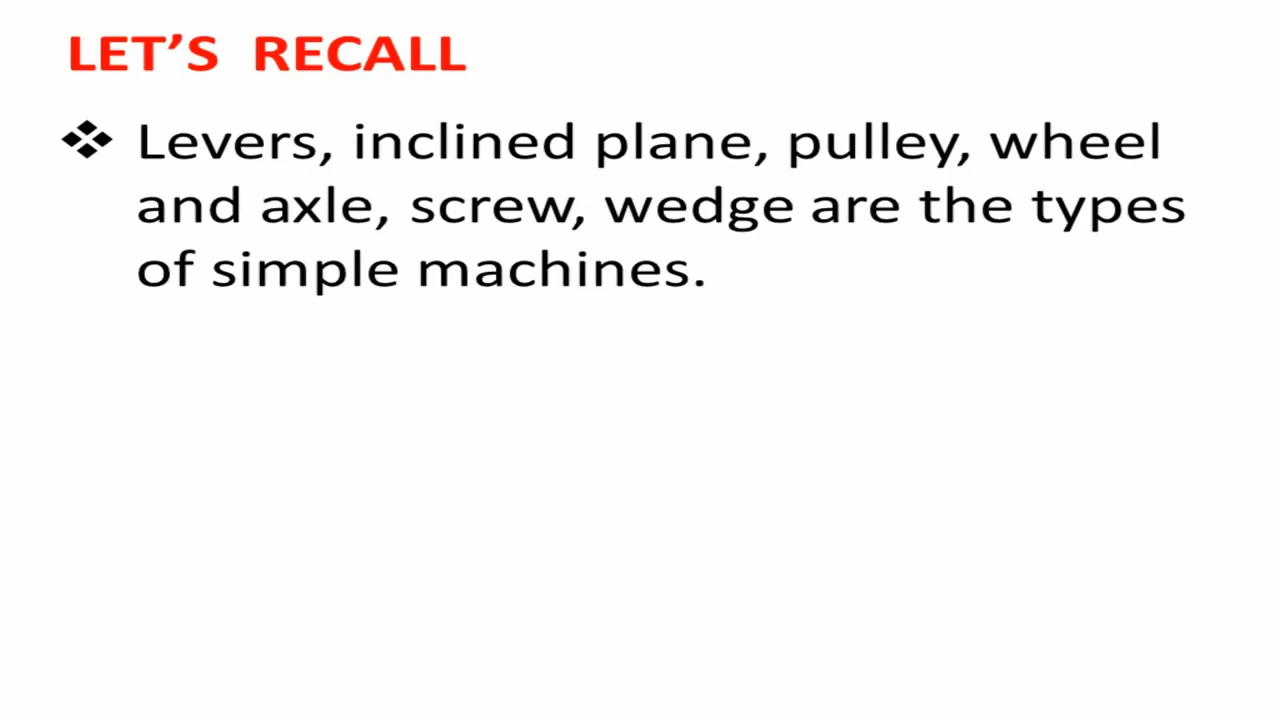 LET’S RECALL
❖ Levers, inclined plane, pulley, wheel
and axle, screw, wedge are the types
of simple machines.